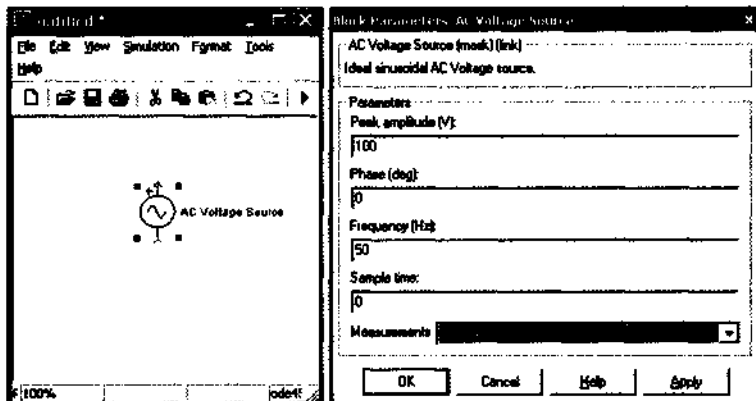 untitled *
File Edit View Simulation Format Tools
Help
AC Voltage Source
100%
ode45
Block Parameters: AC Voltage Source
AC Voltage Source (mask) (link)
Ideal sinusoidal AC Voltage source.
Parameters
Peak amplitude (V):
100
Phase (deg):
0
Frequency (Hz):
50
Sample time:
0
Measurements
OK Cancel Help Apply